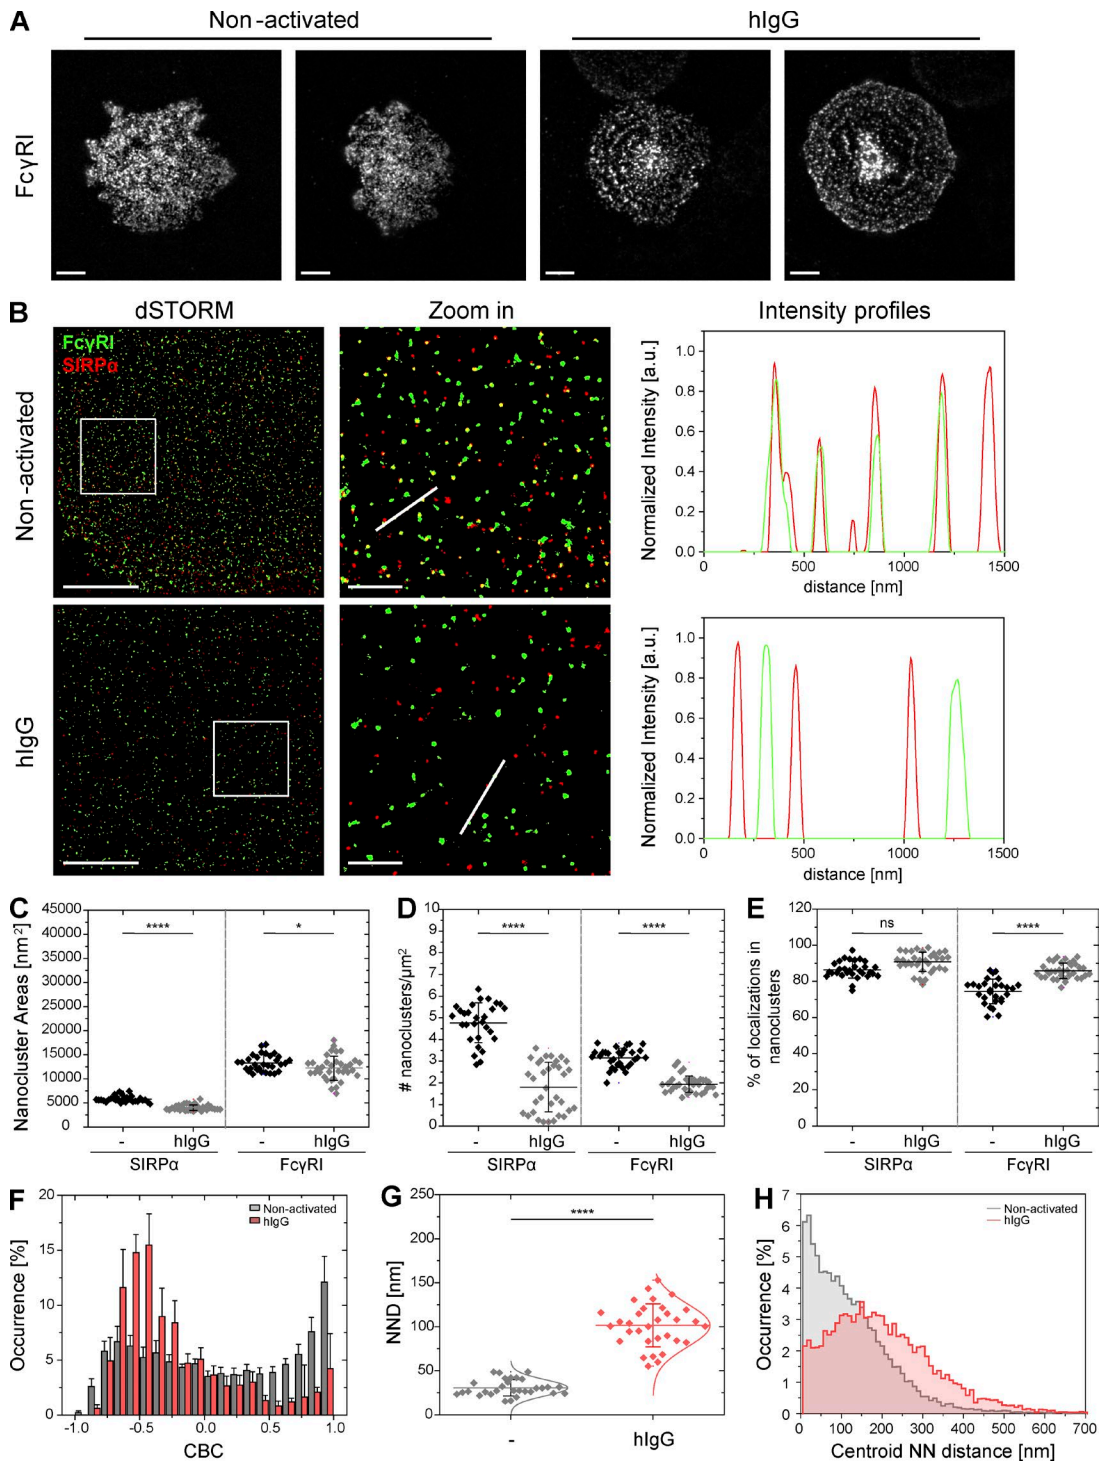 A
Non-activated
hIgG
FcγRI
B
dSTORM
Zoom in
Intensity profiles
FcγRI
SIRPα
Non-activated
Normalized Intensity [a.u.]
1.0
0.8
0.6
0.4
0.2
0.0
0 500 1000 1500
distance [nm]
hIgG
Normalized Intensity [a.u.]
1.0
0.8
0.6
0.4
0.2
0.0
0 500 1000 1500
distance [nm]
C
Nanocluster Areas [nm²]
45000
40000
35000
30000
25000
20000
15000
10000
5000
0
**** *
- hIgG - hIgG
SIRPα FcγRI
D
# nanoclusters/μm²
10
9
8
7
6
5
4
3
2
1
0
**** ****
- hIgG - hIgG
SIRPα FcγRI
E
% of localizations in
nanoclusters
120
100
80
60
40
20
0
ns ****
- hIgG - hIgG
SIRPα FcγRI
F
Occurrence [%]
20
15
10
5
0
Non-activated
hIgG
-1.0 -0.5 0.0 0.5 1.0
CBC
G
NND [nm]
250
200
150
100
50
0
****
- hIgG
H
Occurrence [%]
7
6
5
4
3
2
1
0
Non-activated
hIgG
0 100 200 300 400 500 600 700
Centroid NN distance [nm]